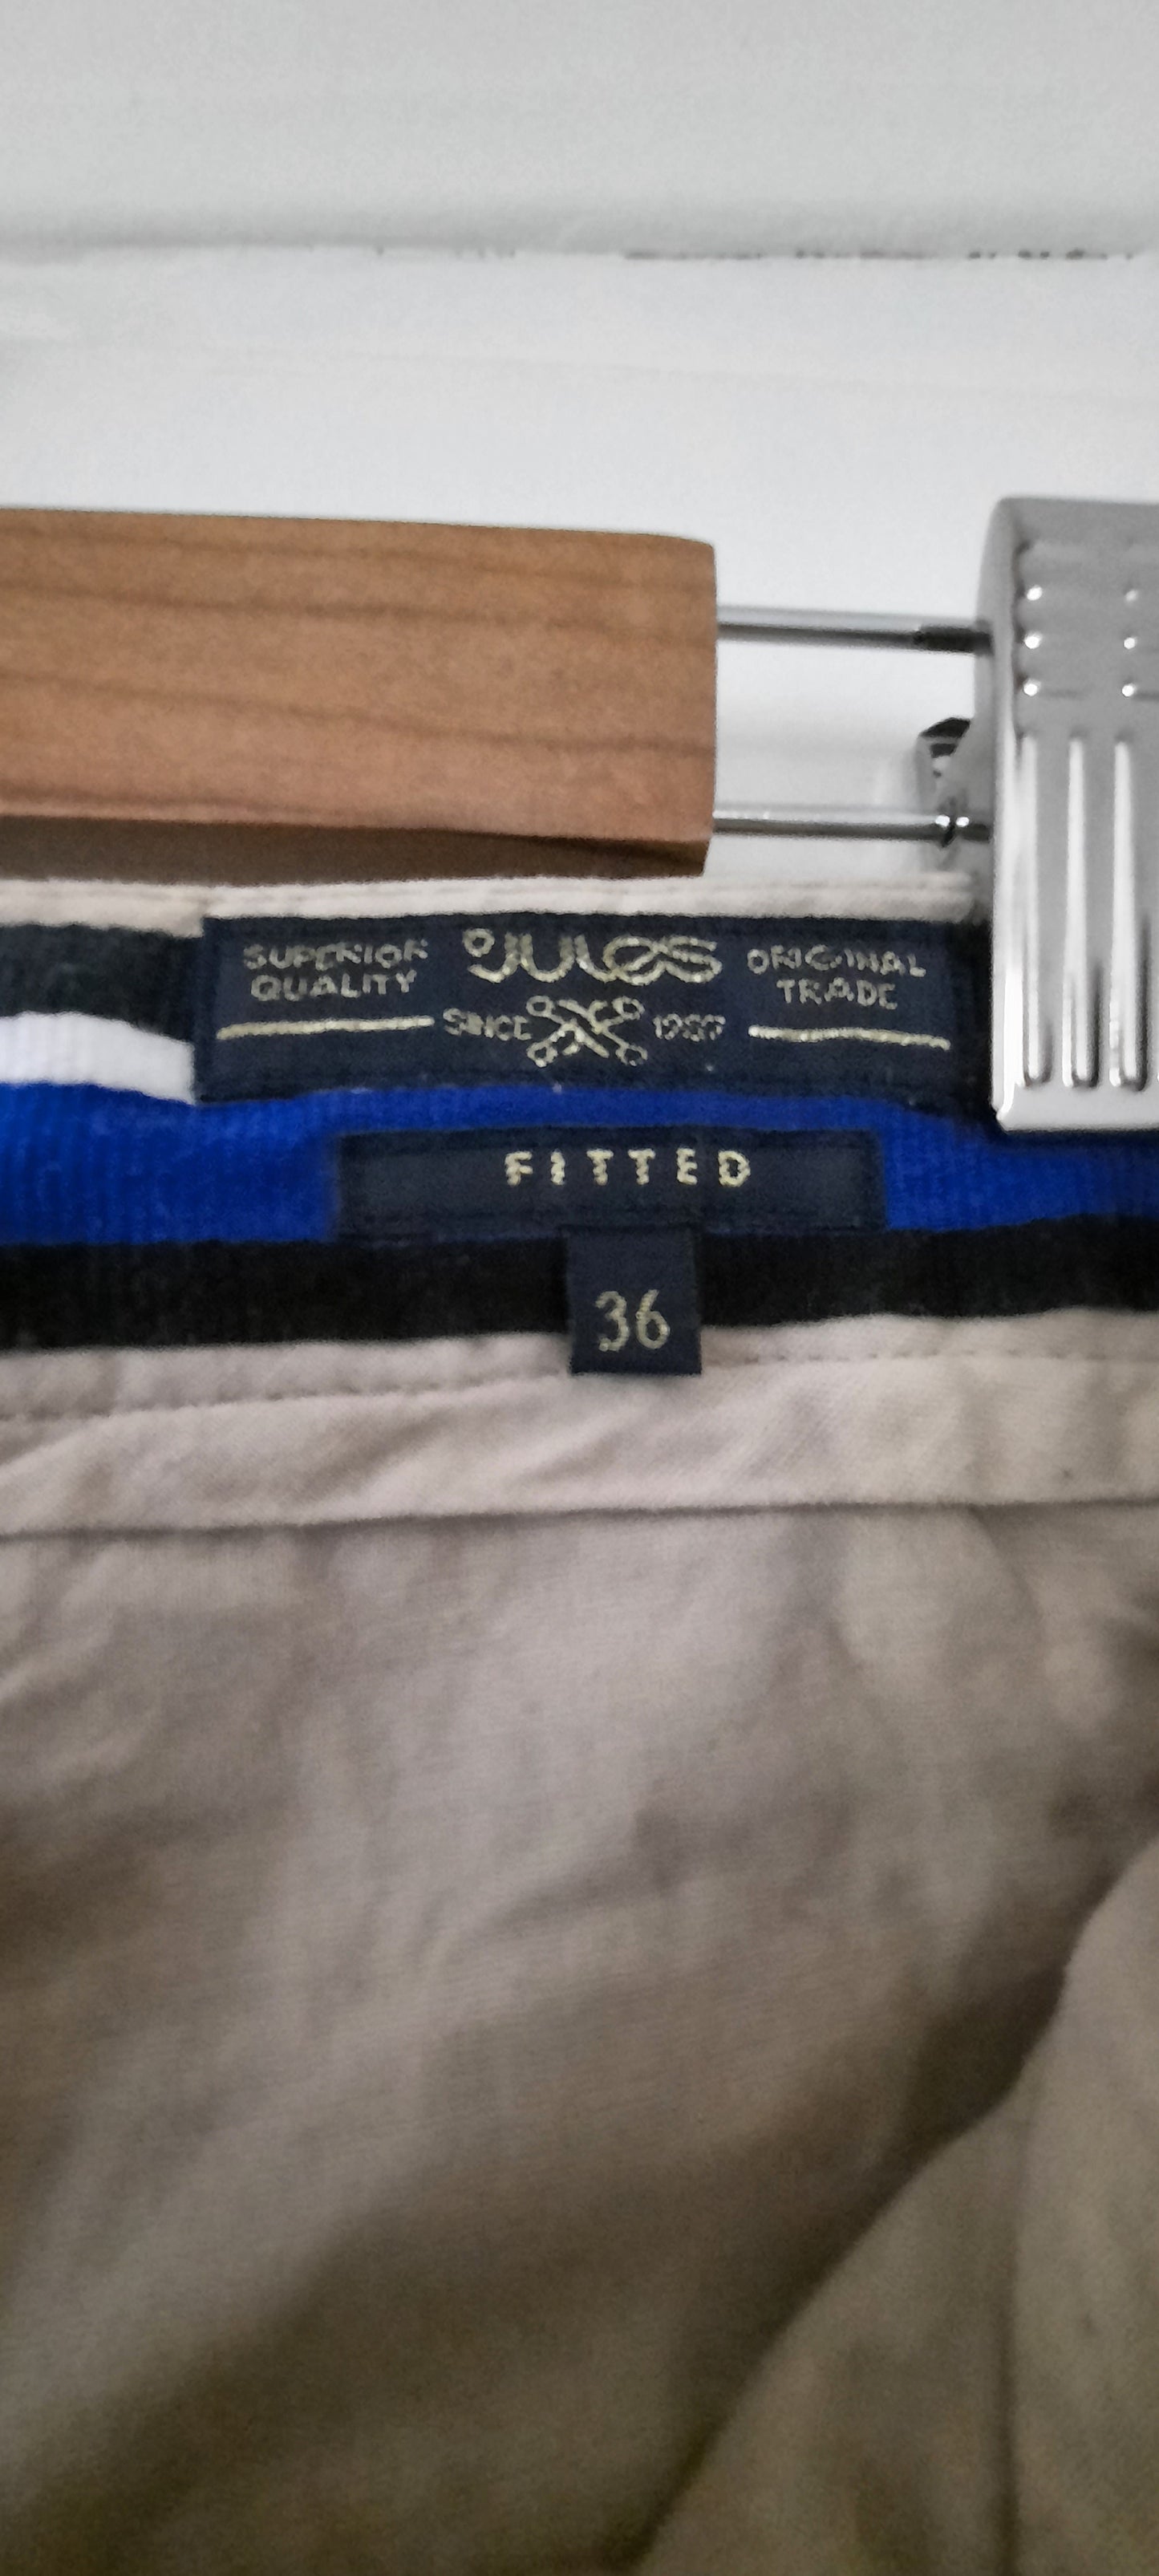 SUPERIOR
QUALITY
JULES
SINCE
ORIGINAL
TRADE
FITTED
36